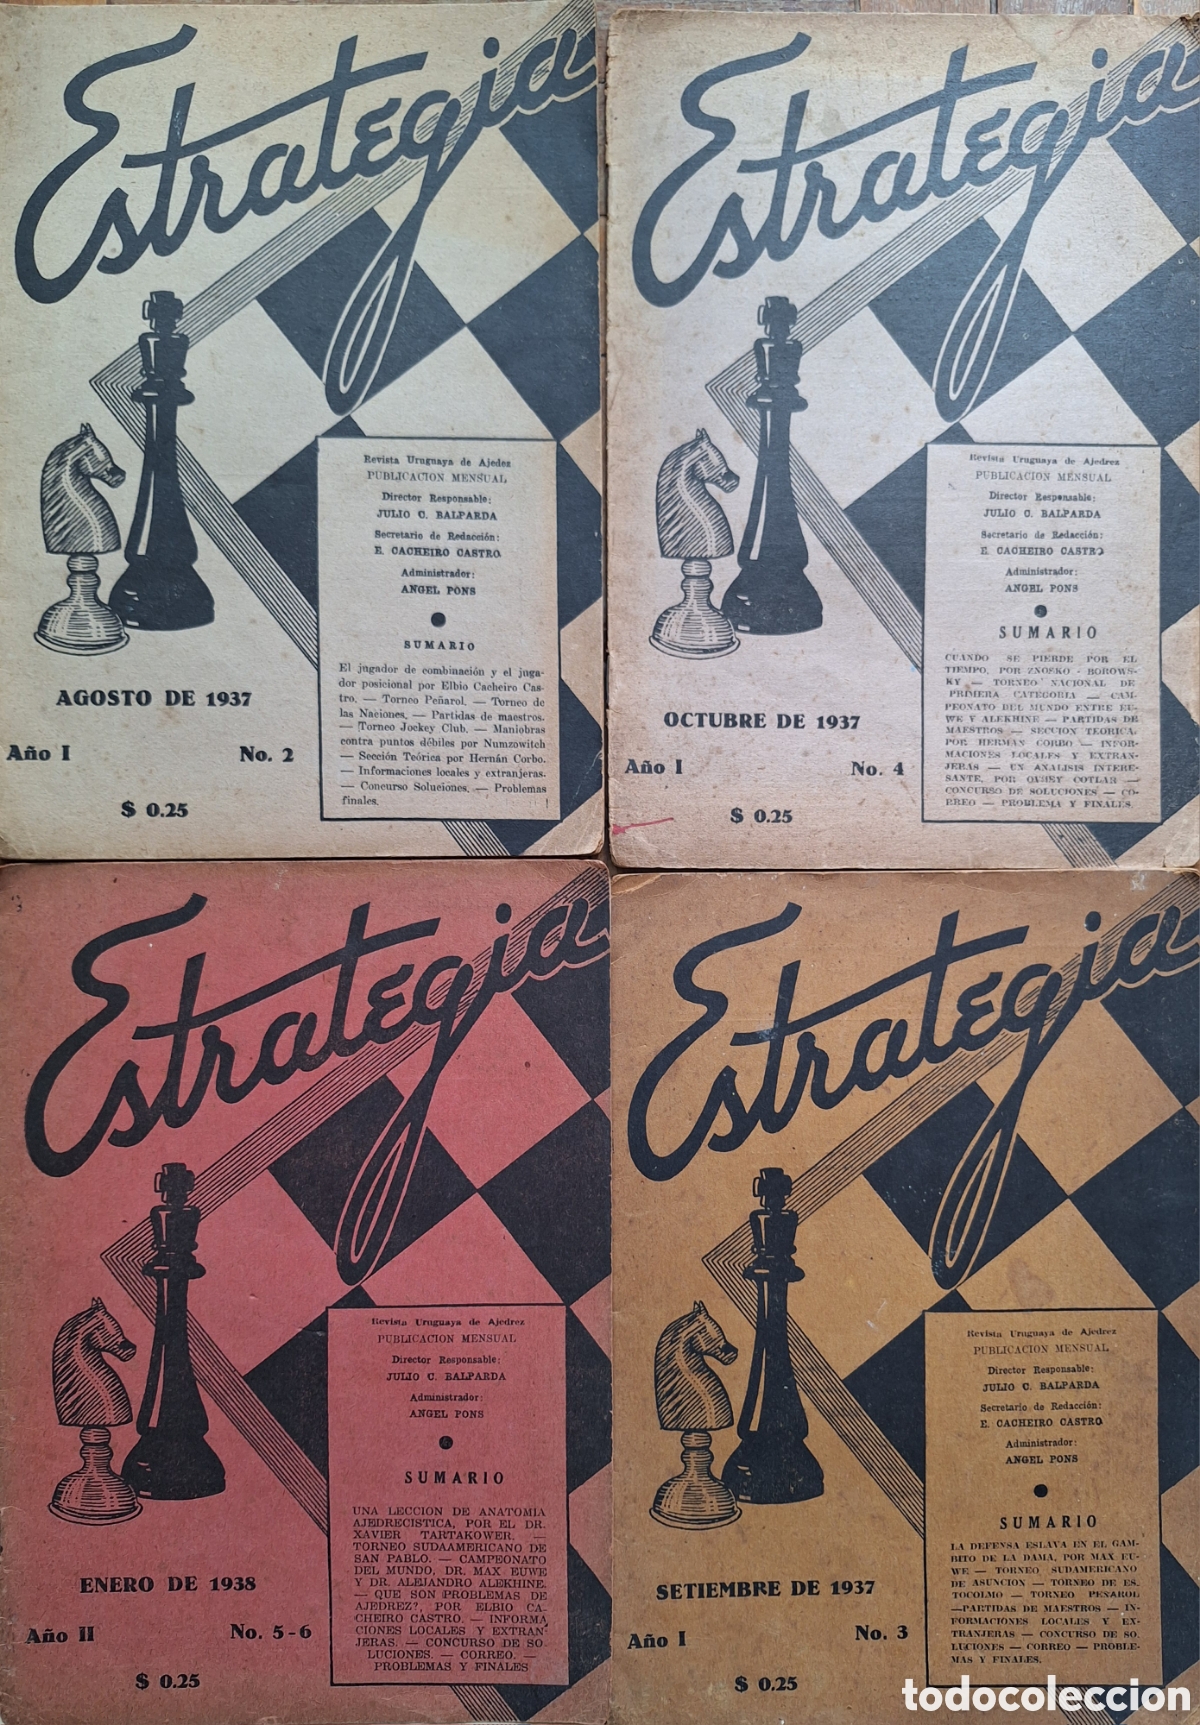 Estrategia
Revista Uruguaya de Ajedez
PUBLICACION MENSUAL
Director Responsable:
JULIO C. BALPARDA
Secretario de Redacción:
E. CACHEIRO CASTRO
Administrador:
ANGEL PONS
SUMARIO
El jugador de combinación y el juga-
dor posicional por Elbio Cacheiro Cas-
tro. — Torneo Peñarol. — Torneo de
las Naciones. — Partidas de maestros.
— Torneo Jockey Club. — Maniobras
contra puntos débiles por Numzowitch
— Sección Teórica por Hernán Corbo.
— Informaciones locales y extranjeras.
— Concurso Soluciones. — Problemas
finales.
AGOSTO DE 1937
Año I No. 2
$ 0.25
Estrategia
Revista Uruguaya de Ajedrez
PUBLICACION MENSUAL
Director Responsable:
JULIO C. BALPARDA
Secretario de Redacción:
E. CACHEIRO CASTRO
Administrador:
ANGEL PONS
SUMARIO
CUANDO SE PIERDE POR EL
TIEMPO, POR ZNOSKO - BOROWS-
KY — TORNEO NACIONAL DE
PRIMERA CATEGORIA — CAM-
PEONATO DEL MUNDO ENTRE EU-
WE Y ALEKHINE — PARTIDAS DE
MAESTROS — SECCION TEORICA,
POR HERMAN CORBO — INFOR-
MACIONES LOCALES Y EXTRAN-
JERAS — UN ANALISIS INTERE-
SANTE, POR COTLAR —
CONCURSO DE SOLUCIONES — CO-
RREO — PROBLEMA Y FINALES.
OCTUBRE DE 1937
Año I No. 4
$ 0.25
Estrategia
Revista Uruguaya de Ajedrez
PUBLICACION MENSUAL
Director Responsable:
JULIO C. BALPARDA
Administrador:
ANGEL PONS
SUMARIO
UNA LECCION DE ANATOMIA
AJEDRECISTICA, POR EL DR.
XAVIER TARTAKOWER. —
TORNEO SUDAAMERICANO DE
SAN PABLO. — CAMPEONATO
DEL MUNDO, DR. MAX EUWE
Y DR. ALEJANDRO ALEKHINE.
— QUE SON PROBLEMAS DE
AJEDREZ?, POR ELBIO CA-
CHEIRO CASTRO. — INFORMA
CIONES LOCALES Y EXTRAN-
JERAS. — CONCURSO DE SO-
LUCIONES. — CORREO. —
PROBLEMAS Y FINALES
ENERO DE 1938
Año II No. 5-6
$ 0.25
Estrategia
Revista Uruguaya de Ajedrez
PUBLICACION MENSUAL
Director Responsable:
JULIO C. BALPARDA
Secretario de Redacción:
E. CACHEIRO CASTRO
Administrador:
ANGEL PONS
SUMARIO
LA DEFENSA ESLAVA EN EL GAM-
BITO DE LA DAMA, POR MAX EU-
WE — TORNEO SUDAMERICANO
DE ASUNCION — TORNEO DE ES-
TOCOLMO — TORNEO PEÑAROL
—PARTIDAS DE MAESTROS — IN-
FORMACIONES LOCALES Y EX-
TRANJERAS — CONCURSO DE SO-
LUCIONES — CORREO — PROBLE-
MAS Y FINALES.
SETIEMBRE DE 1937
Año I No. 3
$ 0.25
todocoleccion